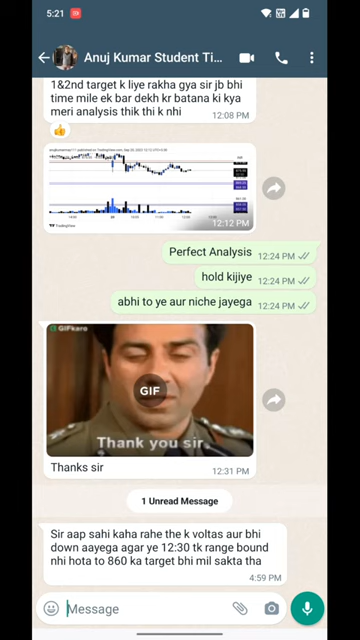 5:21
Anuj Kumar Student Ti...
1&2nd target k liye rakha gya sir jb bhi
time mile ek bar dekh kr batana ki kya
meri analysis thik thi k nhi
12:08 PM
12:12 PM
Perfect Analysis
12:24 PM
hold kijiye
12:24 PM
abhi to ye aur niche jayega
12:24 PM
GIFkaro
GIF
Thank you sir
Thanks sir
12:31 PM
1 Unread Message
Sir aap sahi kaha rahe the k voltas aur bhi
down aayega agar ye 12:30 tk range bound
nhi hota to 860 ka target bhi mil sakta tha
4:59 PM
Message